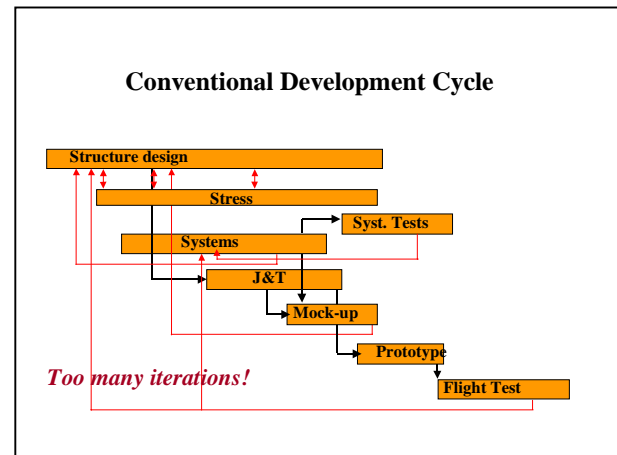 Conventional Development Cycle
Structure design
Stress
Syst. Tests
Systems
J&T
Mock-up
Prototype
Too many iterations!
Flight Test